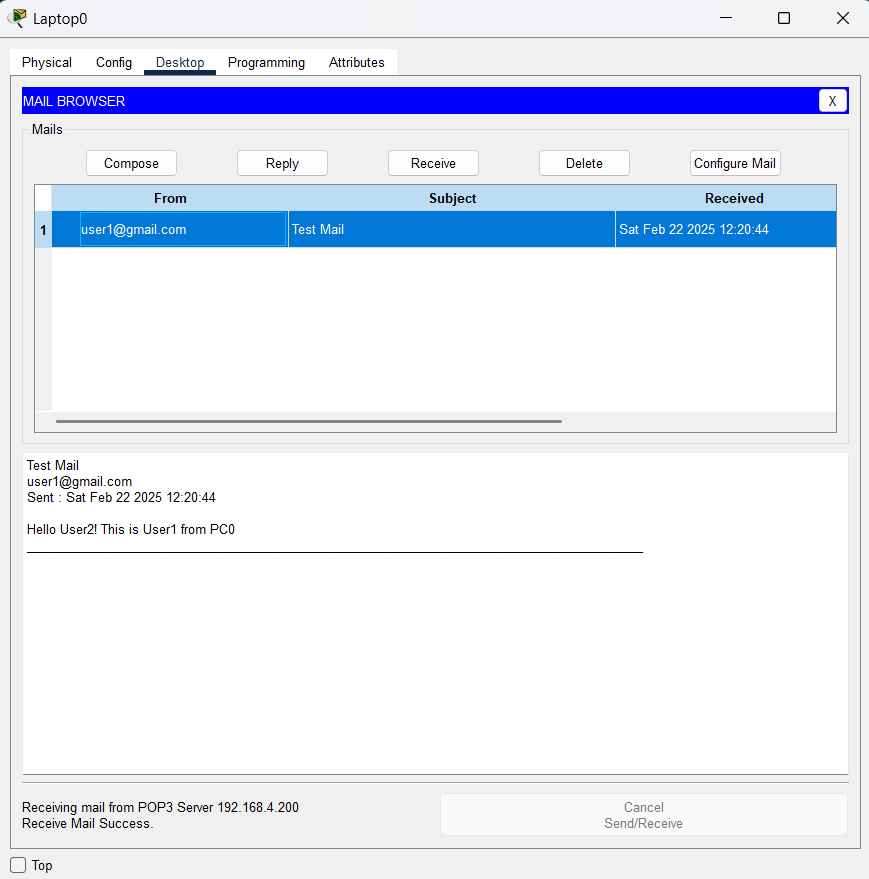 Laptop0
Physical Config Desktop Programming Attributes
MAIL BROWSER X
Mails
Compose Reply Receive Delete Configure Mail
From Subject Received
1 user1@gmail.com Test Mail Sat Feb 22 2025 12:20:44
Test Mail
user1@gmail.com
Sent : Sat Feb 22 2025 12:20:44
Hello User2! This is User1 from PC0
Receiving mail from POP3 Server 192.168.4.200
Receive Mail Success.
Cancel
Send/Receive
Top